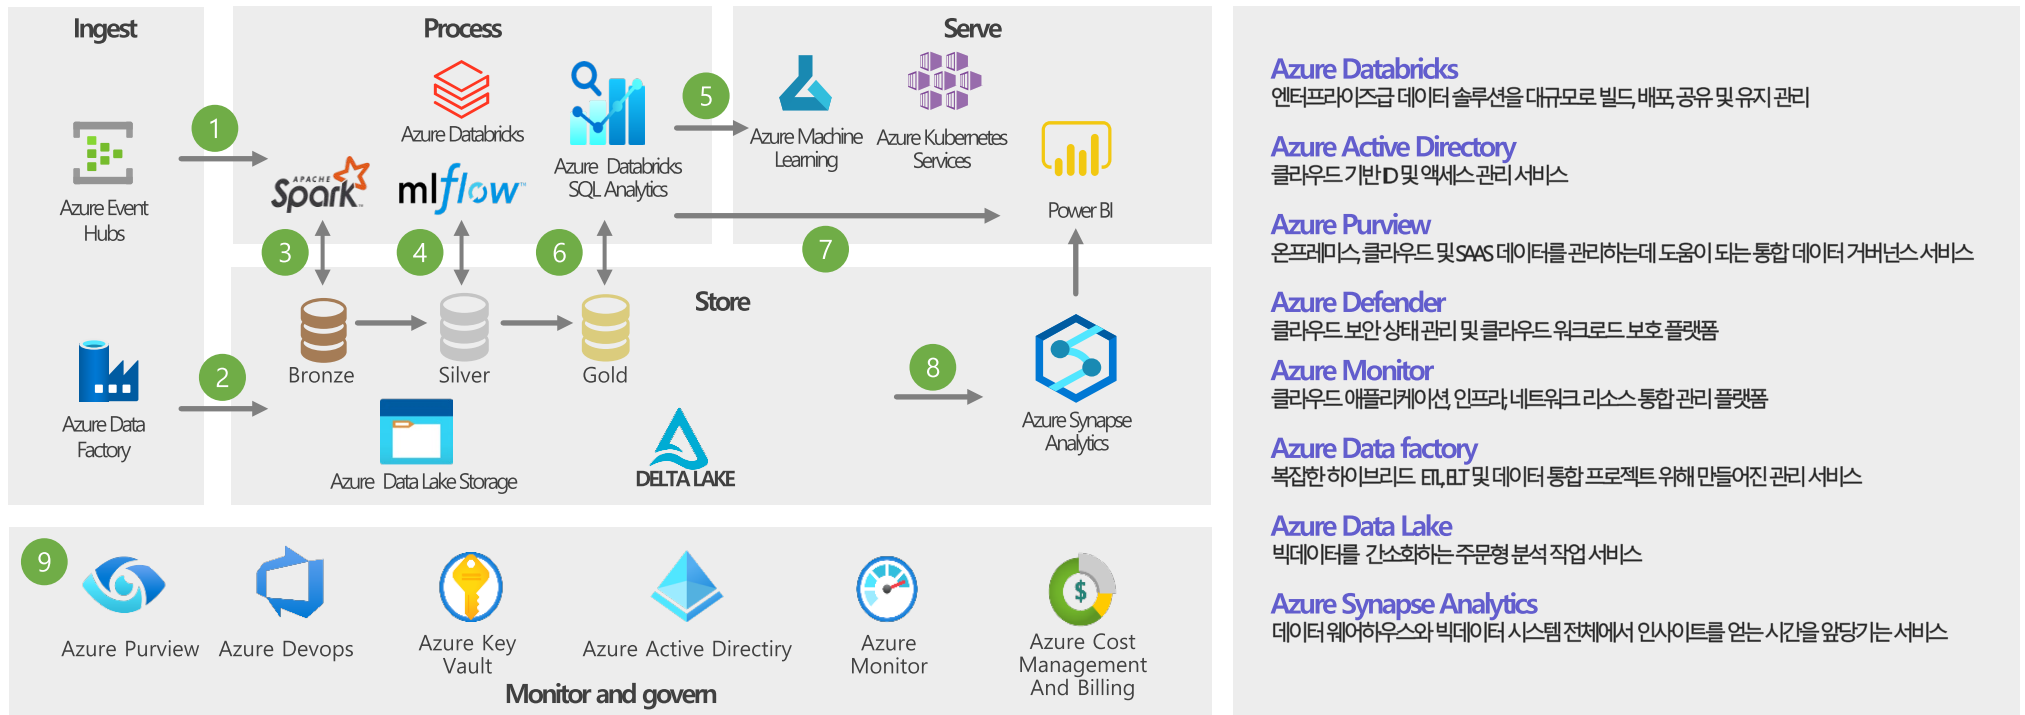 Ingest
Azure Event
Hubs
Azure Data
Factory
1
2
Process
Azure Databricks
APACHE
Spark
TM
mlflow
TM
Azure Databricks
SQL Analytics
3
4
6
5
7
Serve
Azure Machine
Learning
Azure Kubernetes
Services
Power BI
Store
Bronze
Silver
Gold
Azure Data Lake Storage
DELTA LAKE
8
Azure Synapse
Analytics
9
Azure Purview
Azure Devops
Azure Key
Vault
Azure Active Directiry
Azure
Monitor
$
Azure Cost
Management
And Billing
Monitor and govern
Azure Databricks
엔터프라이즈급 데이터 솔루션을 대규모로 빌드, 배포, 공유 및 유지 관리
Azure Active Directory
클라우드 기반 ID 및 액세스 관리 서비스
Azure Purview
온프레미스, 클라우드 및 SAAS 데이터를 관리하는데 도움이 되는 통합 데이터 거버넌스 서비스
Azure Defender
클라우드 보안 상태 관리 및 클라우드 워크로드 보호 플랫폼
Azure Monitor
클라우드 애플리케이션, 인프라, 네트워크 리소스 통합 관리 플랫폼
Azure Data factory
복잡한 하이브리드 ETL, ELT 및 데이터 통합 프로젝트 위해 만들어진 관리 서비스
Azure Data Lake
빅데이터를 간소화하는 주문형 분석 작업 서비스
Azure Synapse Analytics
데이터 웨어하우스와 빅데이터 시스템 전체에서 인사이트를 얻는 시간을 앞당기는 서비스